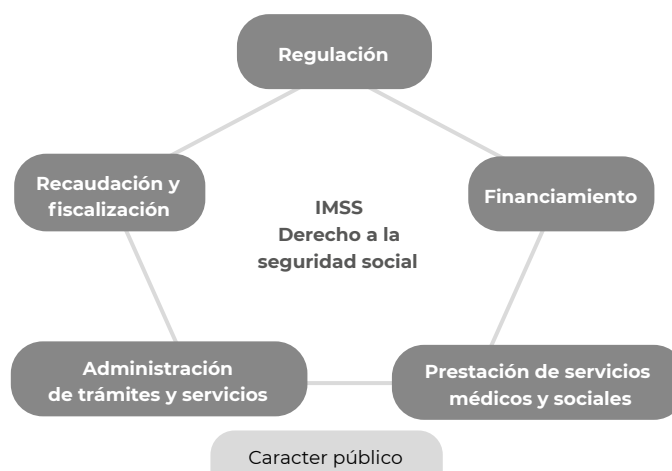 Regulación
Recaudación y
fiscalización
Financiamiento
IMSS
Derecho a la
seguridad social
Administración
de trámites y servicios
Prestación de servicios
médicos y sociales
Caracter público